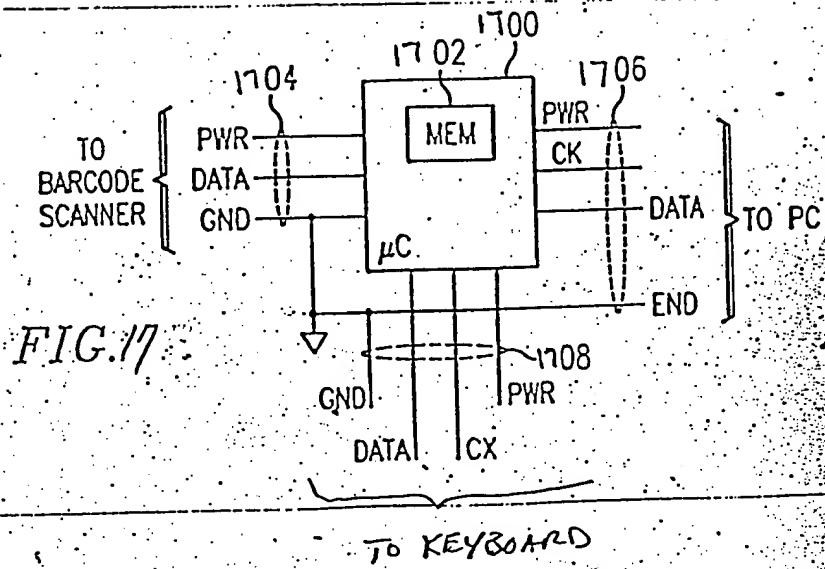 1700
1702
1704
1706
MEM
PWR
CK
DATA
END
TO PC
TO
BARCODE
SCANNER
PWR
DATA
GND
μC
FIG. 17
1708
GND
PWR
DATA
CX
TO KEYBOARD